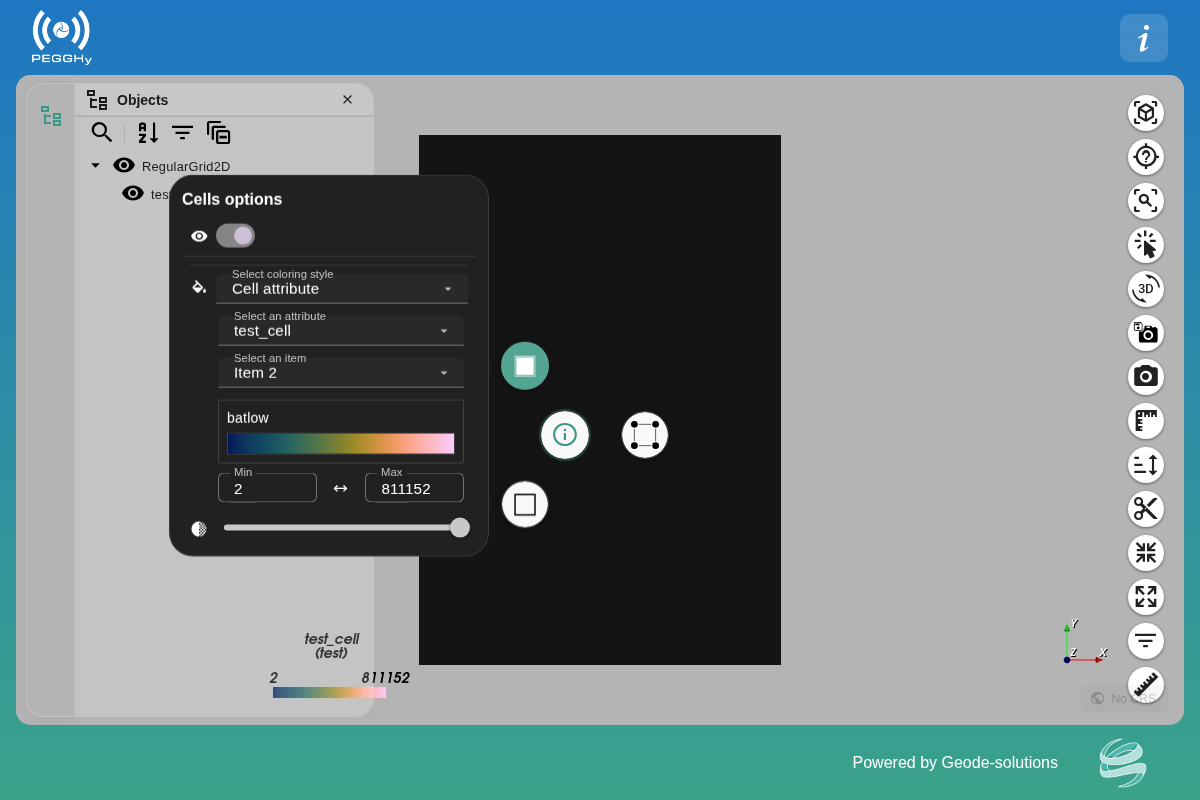 PEGGHy
i
Objects
A
Z
RegularGrid2D
tes
Cells options
Select coloring style
Cell attribute
Select an attribute
test_cell
Select an item
Item 2
batlow
Min
2
Max
811152
test_cell
(test)
2
811152
3D
Y
Z
X
No CRS
Powered by Geode-solutions